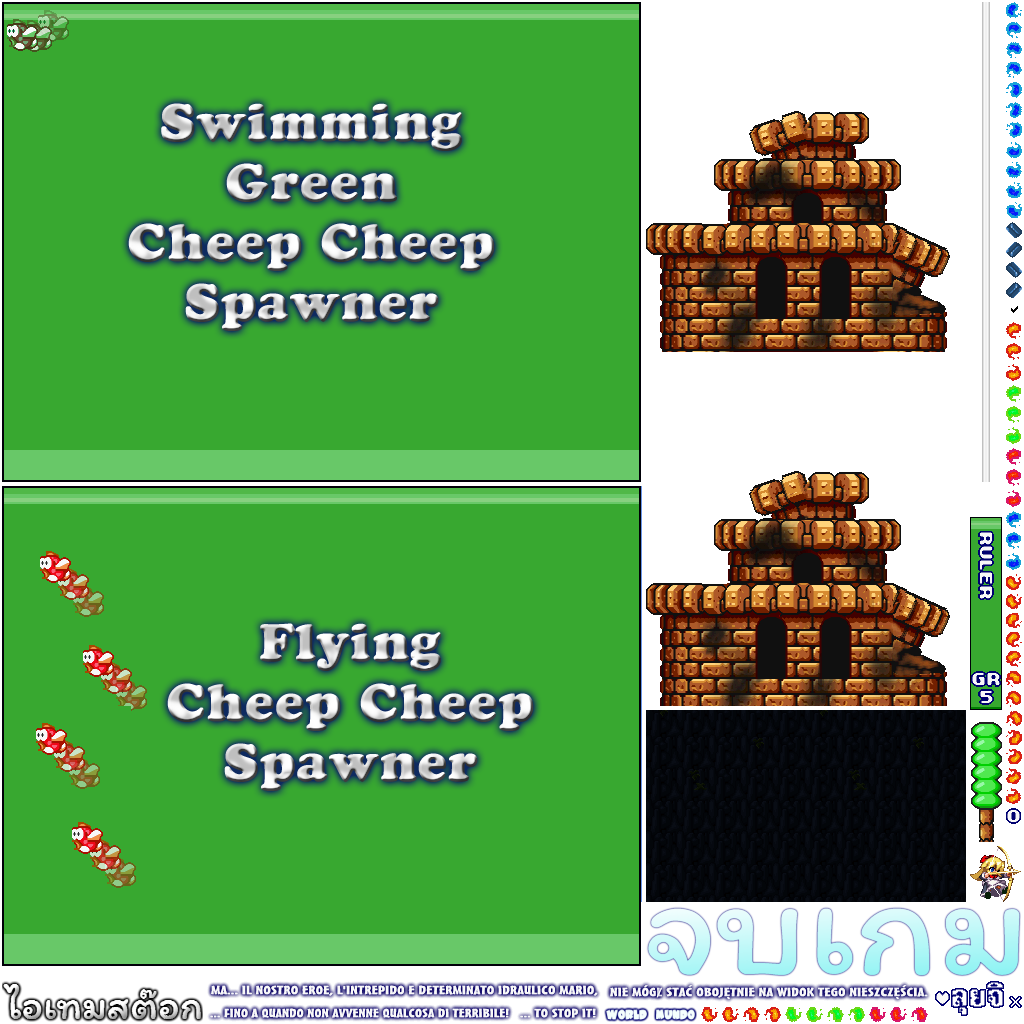 Swimming
Green
Cheep Cheep
Spawner
Flying
Cheep Cheep
Spawner
RULER
GR
5
0
จบเกม
ไอเทมสต๊อก
MA... IL NOSTRO EROE, L'INTREPIDO E DETERMINATO IDRAULICO MARIO,
... FINO A QUANDO NON AVVENNE QUALCOSA DI TERRIBILE!
... TO STOP IT!
NIE MÓGŁ STAĆ OBOJĘTNIE NA WIDOK TEGO NIESZCZĘŚCIA.
WORLD MUNDO
♥ลุยจิ x